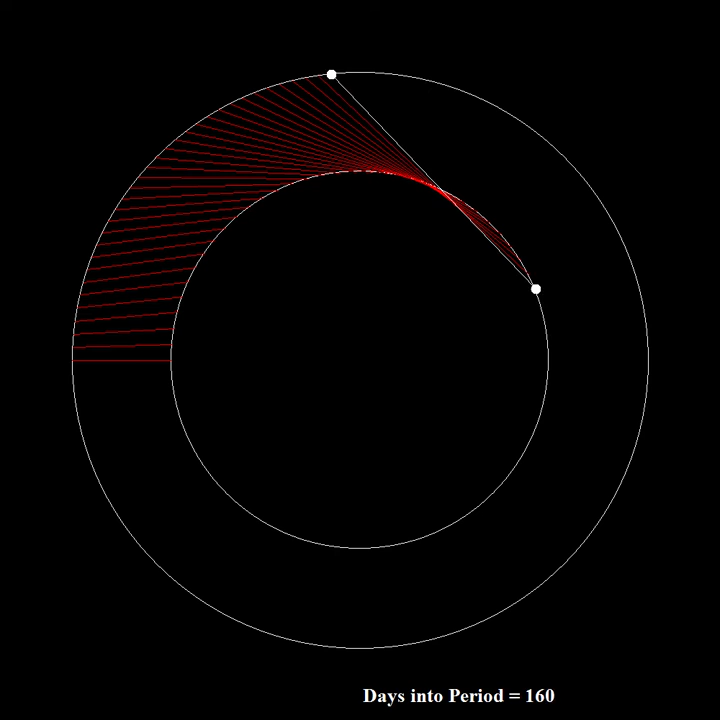 Days into Period = 160